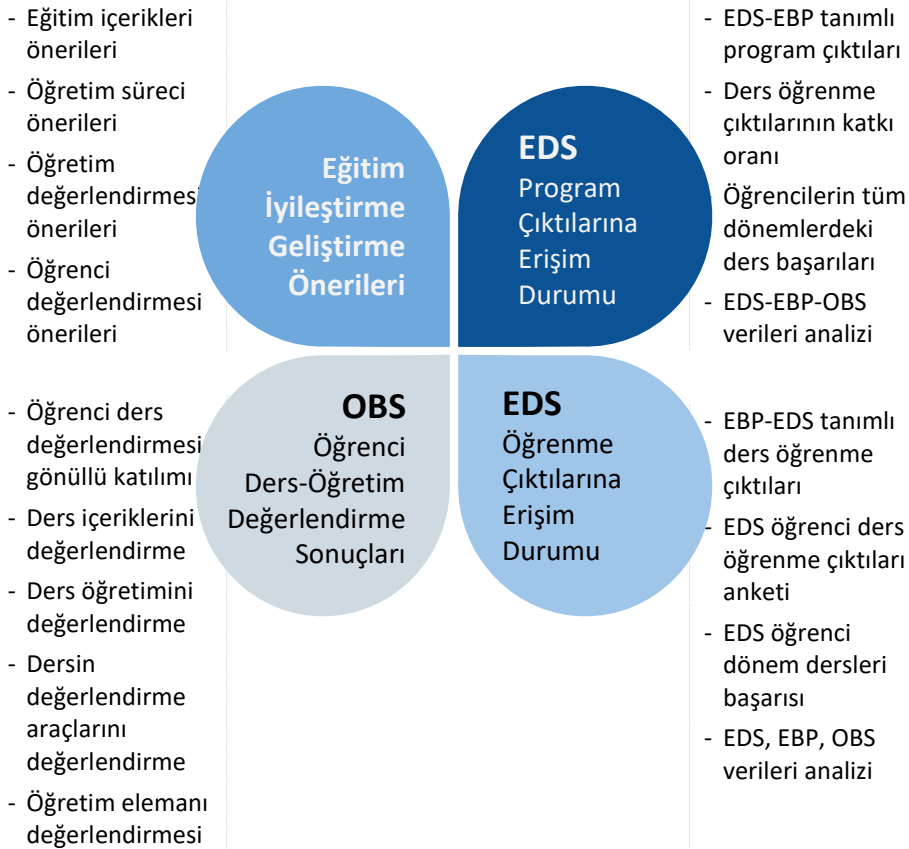 - Eğitim içerikleri
önerileri
- Öğretim süreci
önerileri
- Öğretim
değerlendirmesi
önerileri
- Öğrenci
değerlendirmesi
önerileri
Eğitim
İyileştirme
Geliştirme
Önerileri
EDS
Program
Çıktılarına
Erişim
Durumu
- EDS-EBP tanımlı
program çıktıları
- Ders öğrenme
çıktılarının katkı
oranı
Öğrencilerin tüm
dönemlerdeki
ders başarıları
- EDS-EBP-OBS
verileri analizi
- Öğrenci ders
değerlendirmesi
gönüllü katılımı
- Ders içeriklerini
değerlendirme
- Ders öğretimini
değerlendirme
- Dersin
değerlendirme
araçlarını
değerlendirme
- Öğretim elemanı
değerlendirmesi
OBS
Öğrenci
Ders-Öğretim
Değerlendirme
Sonuçları
EDS
Öğrenme
Çıktılarına
Erişim
Durumu
- EBP-EDS tanımlı
ders öğrenme
çıktıları
- EDS öğrenci ders
öğrenme çıktıları
anketi
- EDS öğrenci
dönem dersleri
başarısı
- EDS, EBP, OBS
verileri analizi